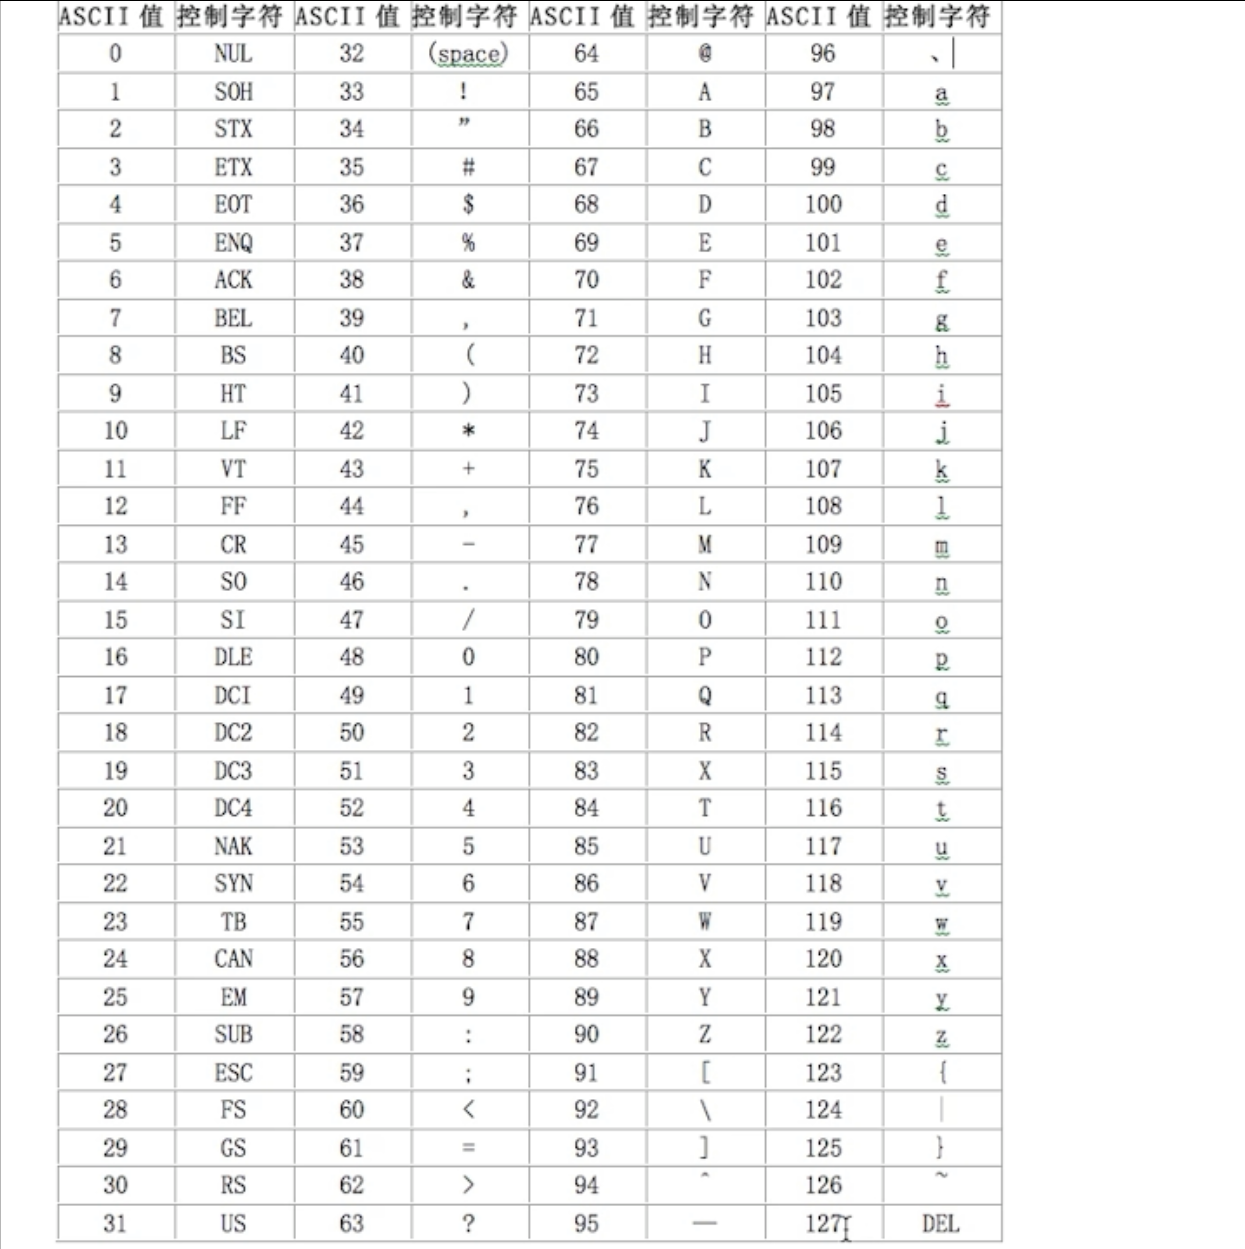 ASCII 值 控制字符 ASCII 值 控制字符 ASCII 值 控制字符 ASCII 值 控制字符
0 NUL 32 (space) 64 @ 96 、
1 SOH 33 ! 65 A 97 a
2 STX 34 ” 66 B 98 b
3 ETX 35 # 67 C 99 c
4 EOT 36 $ 68 D 100 d
5 ENQ 37 % 69 E 101 e
6 ACK 38 & 70 F 102 f
7 BEL 39 , 71 G 103 g
8 BS 40 ( 72 H 104 h
9 HT 41 ) 73 I 105 i
10 LF 42 * 74 J 106 j
11 VT 43 + 75 K 107 k
12 FF 44 , 76 L 108 l
13 CR 45 - 77 M 109 m
14 SO 46 . 78 N 110 n
15 SI 47 / 79 O 111 o
16 DLE 48 0 80 P 112 p
17 DCI 49 1 81 Q 113 q
18 DC2 50 2 82 R 114 r
19 DC3 51 3 83 X 115 s
20 DC4 52 4 84 T 116 t
21 NAK 53 5 85 U 117 u
22 SYN 54 6 86 V 118 v
23 TB 55 7 87 W 119 w
24 CAN 56 8 88 X 120 x
25 EM 57 9 89 Y 121 y
26 SUB 58 : 90 Z 122 z
27 ESC 59 ; 91 [ 123 {
28 FS 60 < 92 \ 124 |
29 GS 61 = 93 ] 125 }
30 RS 62 > 94 ^ 126 ~
31 US 63 ? 95 — 127 DEL